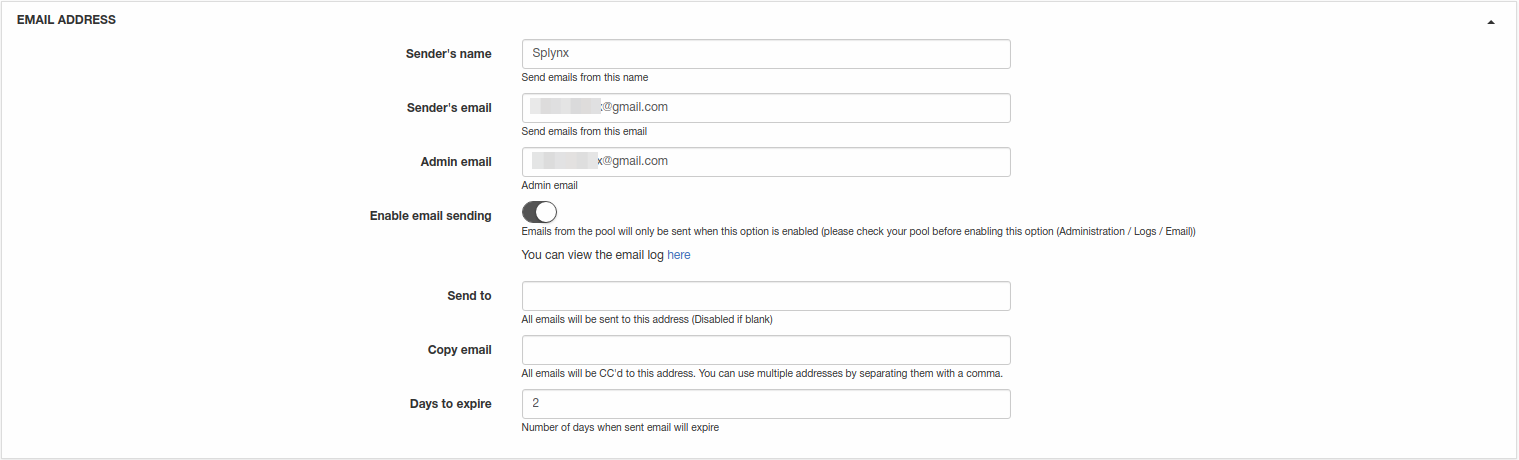 EMAIL ADDRESS
Sender's name
Splynx
Send emails from this name
Sender's email
@gmail.com
Send emails from this email
Admin email
x@gmail.com
Admin email
Enable email sending
Emails from the pool will only be sent when this option is enabled (please check your pool before enabling this option (Administration / Logs / Email))
You can view the email log here
Send to
All emails will be sent to this address (Disabled if blank)
Copy email
All emails will be CC'd to this address. You can use multiple addresses by separating them with a comma.
Days to expire
2
Number of days when sent email will expire